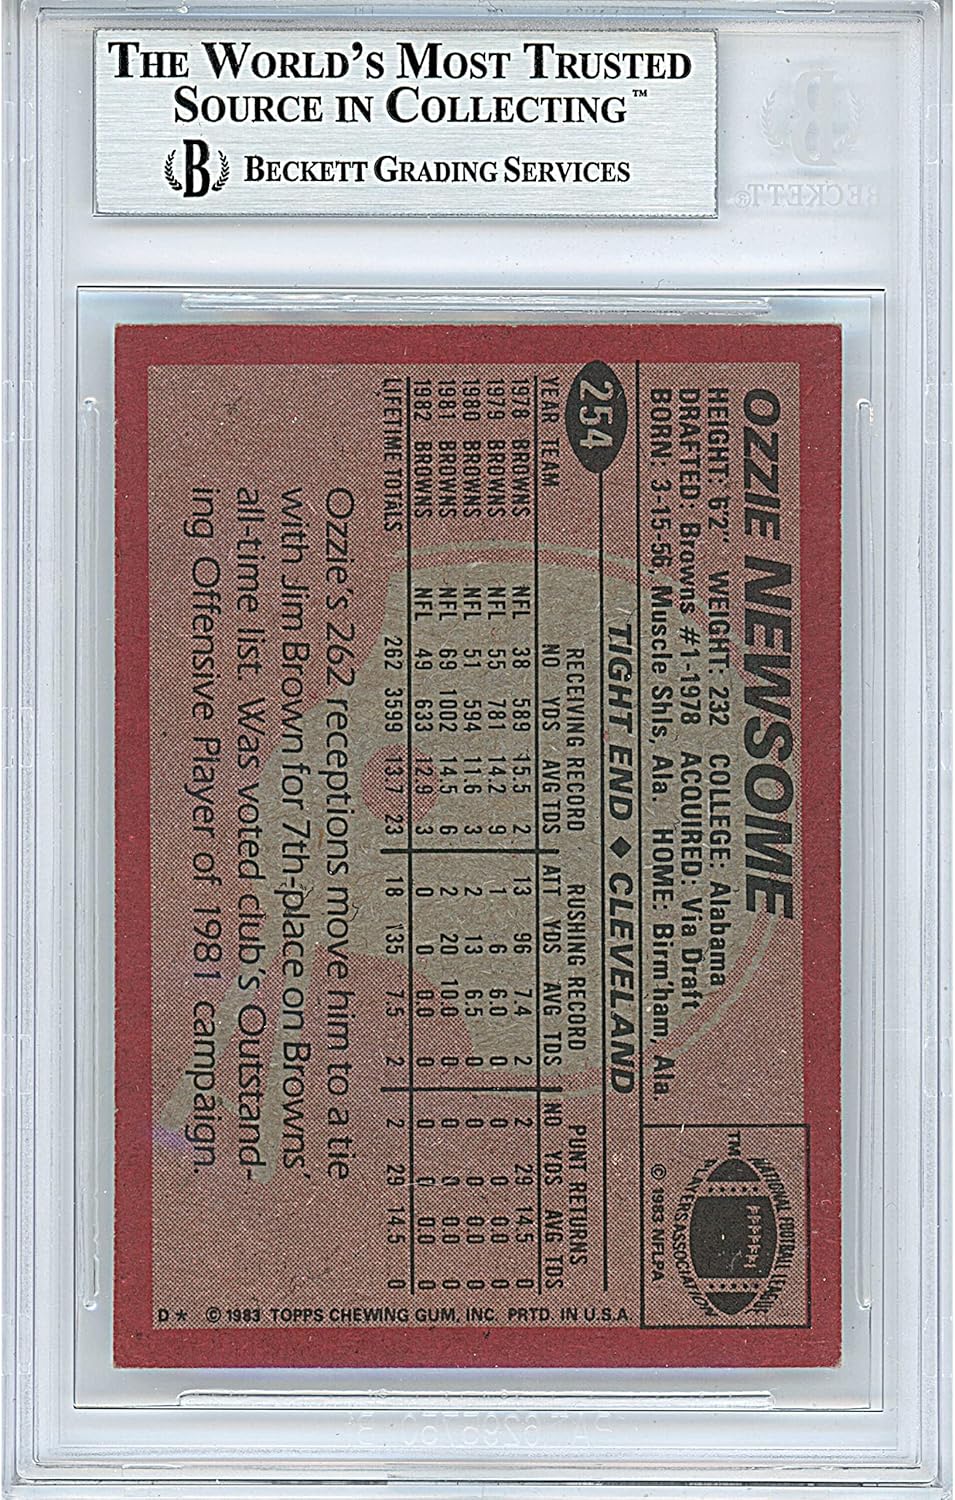 THE WORLD'S MOST TRUSTED
SOURCE IN COLLECTING™
B BECKETT GRADING SERVICES
BECKETT®
OZZIE NEWSOME
HEIGHT: 6'2" WEIGHT: 232 COLLEGE: Alabama
DRAFTED: Browns #1-1978 ACQUIRED: Via Draft
BORN: 3-15-56, Muscle Shls, Ala. HOME: Birm'ham, Ala.
TM NATIONAL FOOTBALL LEAGUE
PLAYERS ASSOCIATION
© 1983 NFLPA
254
TIGHT END ♦ CLEVELAND
RECEIVING RECORD RUSHING RECORD PUNT RETURNS
YEAR TEAM NO YDS AVG TDS ATT YDS AVG TDS NO YDS AVG TDS
1978 BROWNS NFL 38 589 15.5 2 13 96 7.4 2 2 29 14.5 0
1979 BROWNS NFL 55 781 14.2 9 1 6 6.0 0 0 0 0.0 0
1980 BROWNS NFL 51 594 11.6 3 2 13 6.5 0 0 0 0.0 0
1981 BROWNS NFL 69 1002 14.5 6 2 20 10.0 0 0 0 0.0 0
1982 BROWNS NFL 49 633 12.9 3 0 0 0.0 0 0 0 0.0 0
LIFETIME TOTALS 262 3599 13.7 23 18 135 7.5 2 2 29 14.5 0
Ozzie's 262 receptions move him to a tie
with Jim Brown for 7th-place on Browns'
all-time list. Was voted club's Outstand-
ing Offensive Player of 1981 campaign.
D* © 1983 TOPPS CHEWING GUM, INC. PRTD. IN U.S.A.